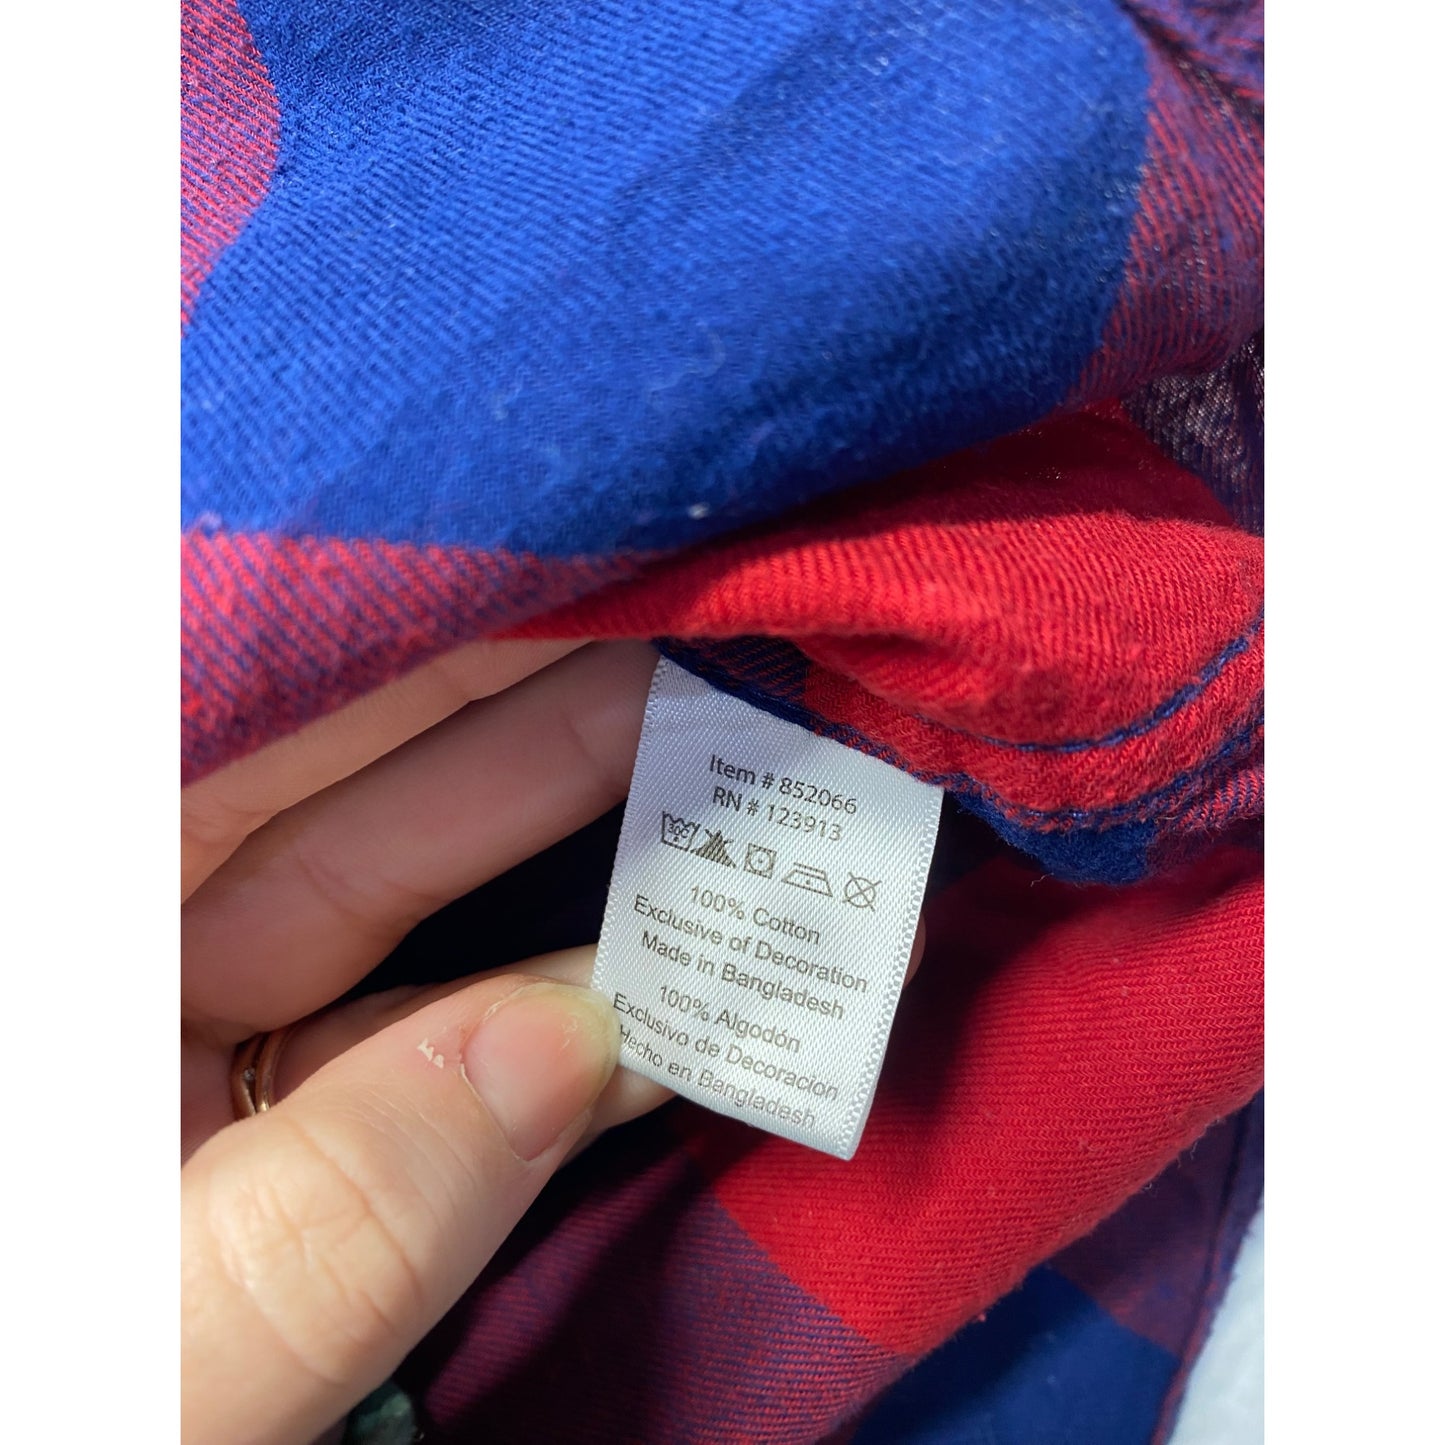 Item # 852066
RN # 123913
30C
100% Cotton
Exclusive of Decoration
Made in Bangladesh
100% Algodón
Exclusivo de Decoracion
Hecho en Bangladesh